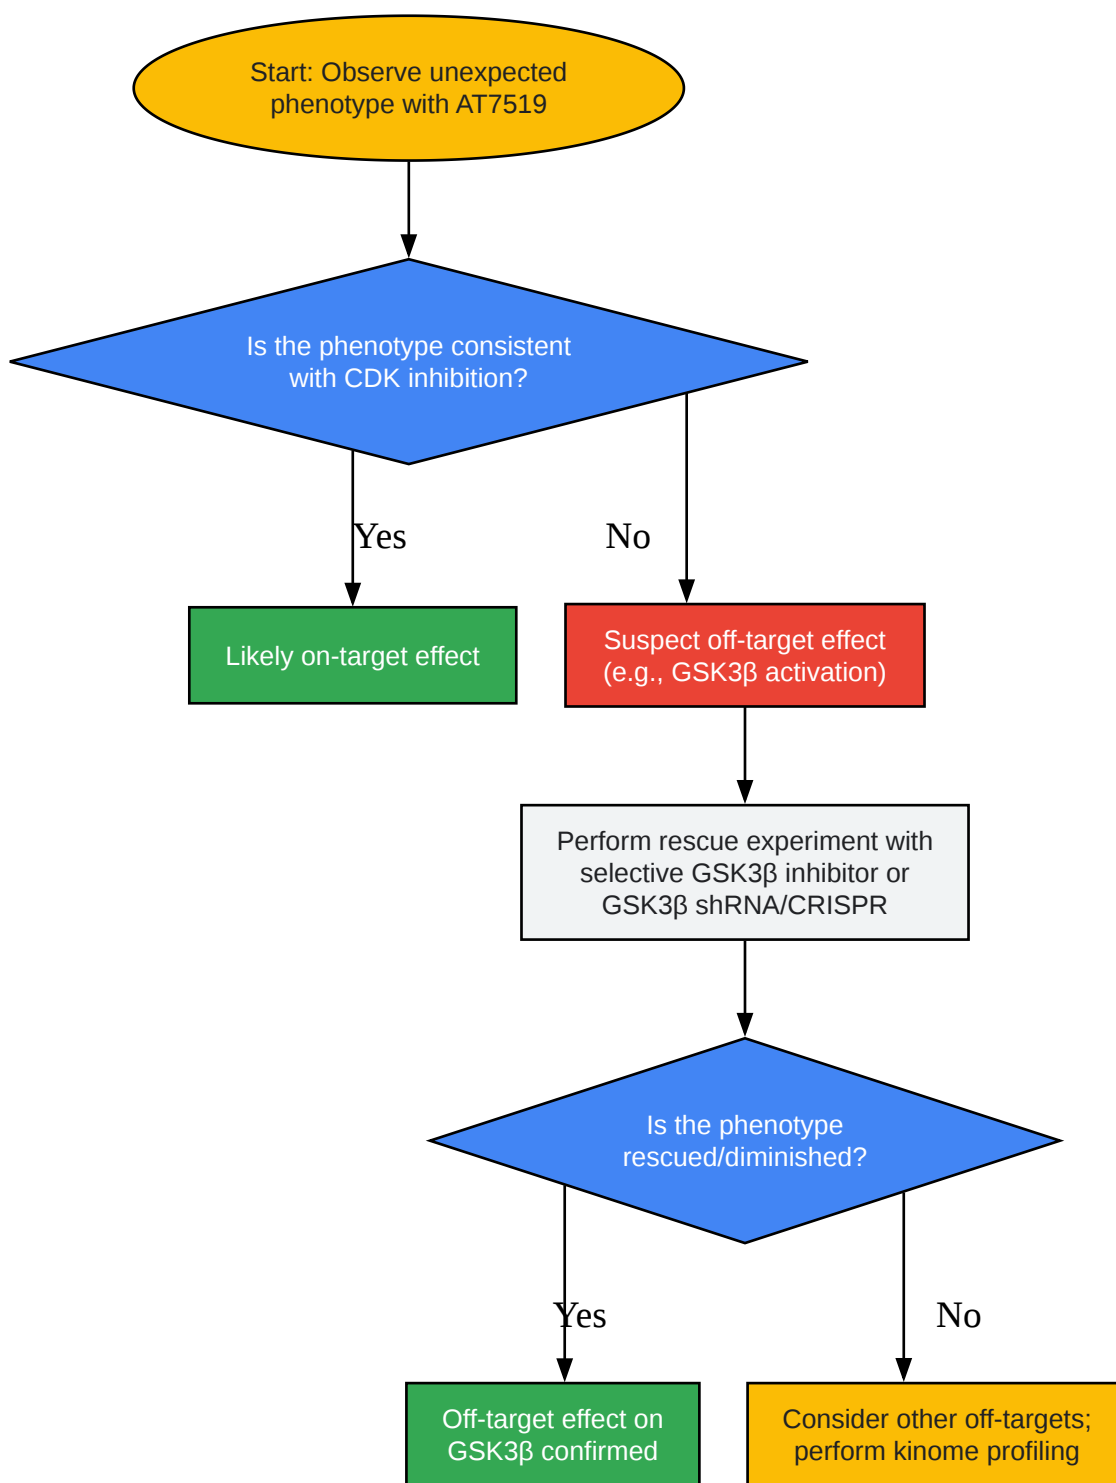 Start: Observe unexpected
phenotype with AT7519
Is the phenotype consistent
with CDK inhibition?
Yes
No
Likely on-target effect
Suspect off-target effect
(e.g., GSK3β activation)
Perform rescue experiment with
selective GSK3β inhibitor or
GSK3β shRNA/CRISPR
Is the phenotype
rescued/diminished?
Yes
No
Off-target effect on
GSK3β confirmed
Consider other off-targets;
perform kinome profiling